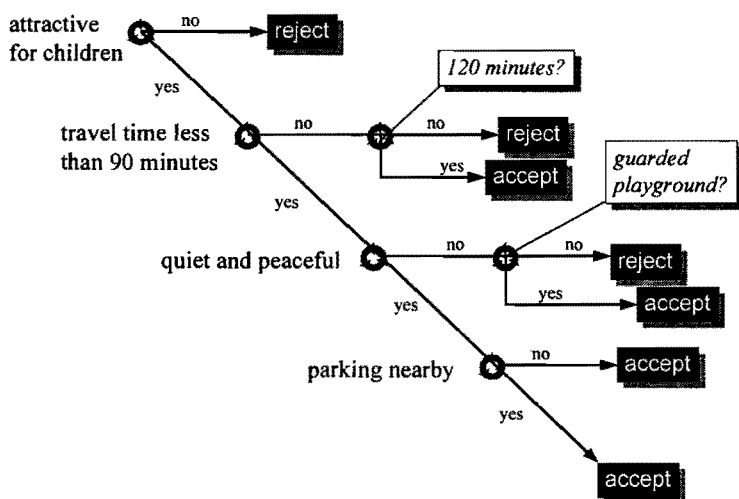 attractive
for children
no
reject
yes
120 minutes?
travel time less
than 90 minutes
no
no
reject
yes
accept
guarded
playground?
yes
quiet and peaceful
no
no
reject
yes
accept
yes
parking nearby
no
accept
yes
accept